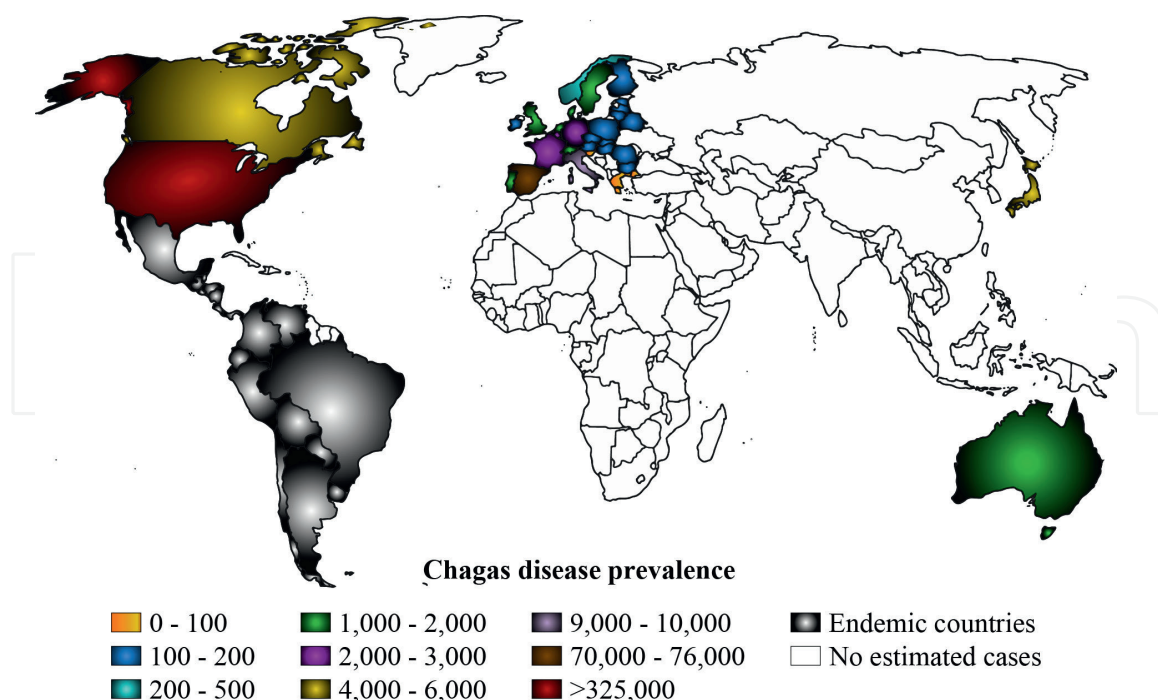 Chagas disease prevalence
0 - 100
1,000 - 2,000
9,000 - 10,000
Endemic countries
100 - 200
2,000 - 3,000
70,000 - 76,000
No estimated cases
200 - 500
4,000 - 6,000
>325,000